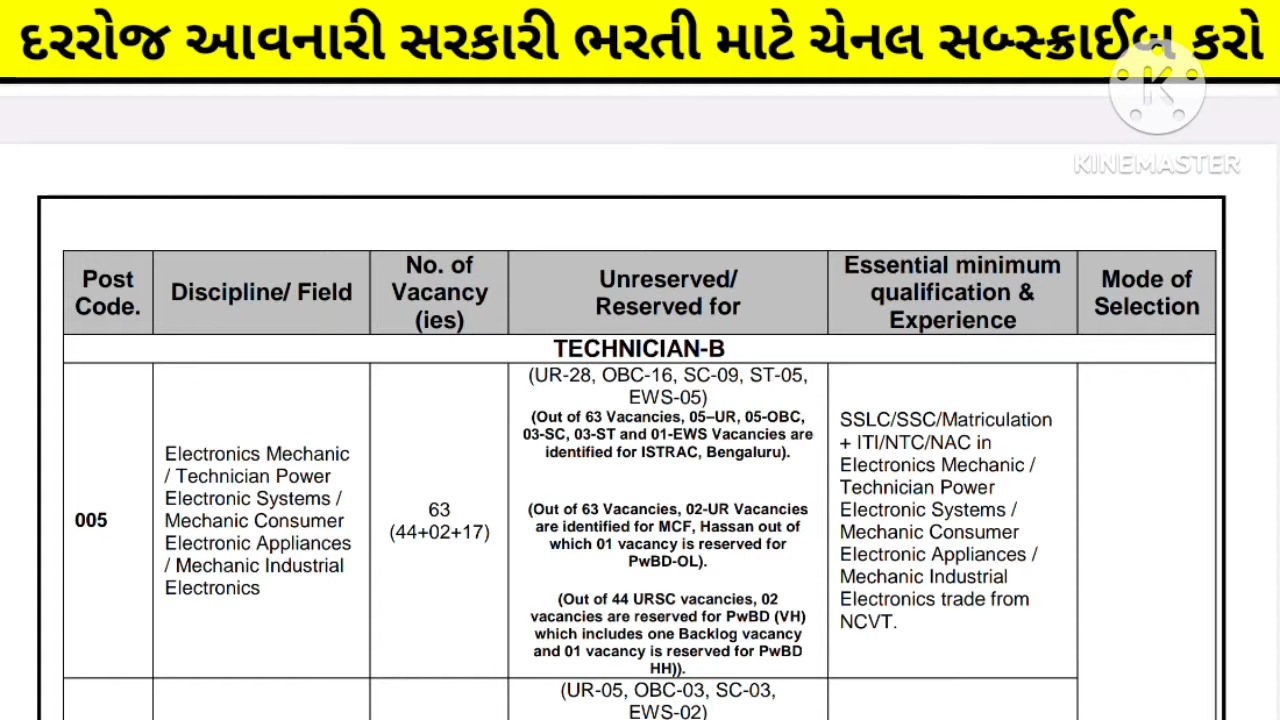 દરરોજ આવનારી સરકારી ભરતી માટે ચેનલ સબ્સ્ક્રાઈબ કરો
K
KINEMASTER
Post Code.
Discipline/ Field
No. of Vacancy (ies)
Unreserved/ Reserved for
Essential minimum qualification & Experience
Mode of Selection
TECHNICIAN-B
005
Electronics Mechanic
/ Technician Power
Electronic Systems /
Mechanic Consumer
Electronic Appliances
/ Mechanic Industrial
Electronics
63
(44+02+17)
(UR-28, OBC-16, SC-09, ST-05,
EWS-05)
(Out of 63 Vacancies, 05–UR, 05-OBC,
03-SC, 03-ST and 01-EWS Vacancies are
identified for ISTRAC, Bengaluru).
(Out of 63 Vacancies, 02-UR Vacancies
are identified for MCF, Hassan out of
which 01 vacancy is reserved for
PwBD-OL).
(Out of 44 URSC vacancies, 02
vacancies are reserved for PwBD (VH)
which includes one Backlog vacancy
and 01 vacancy is reserved for PwBD
HH)).
SSLC/SSC/Matriculation
+ ITI/NTC/NAC in
Electronics Mechanic /
Technician Power
Electronic Systems /
Mechanic Consumer
Electronic Appliances /
Mechanic Industrial
Electronics trade from
NCVT.
(UR-05, OBC-03, SC-03,
EWS-02)